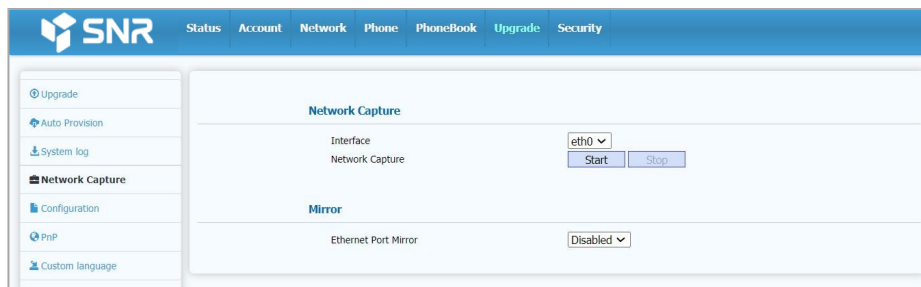 SNR
Status Account Network Phone PhoneBook Upgrade Security
Upgrade
Auto Provision
System log
Network Capture
Configuration
PnP
Custom language
Network Capture
Interface eth0
Network Capture Start Stop
Mirror
Ethernet Port Mirror Disabled